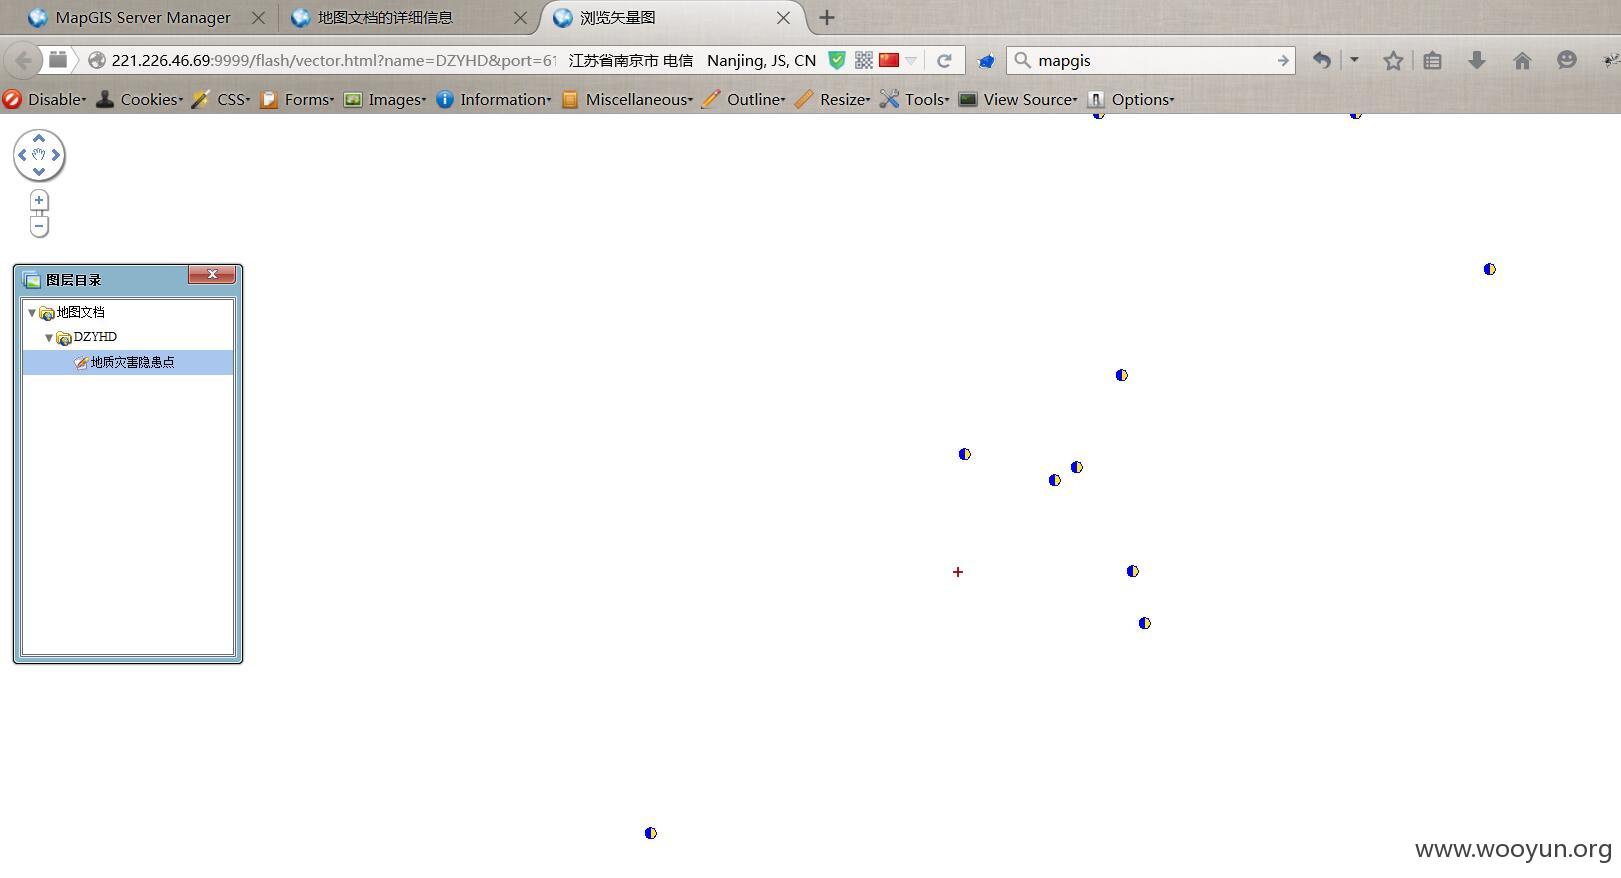 MapGIS Server Manager
地图文档的详细信息
浏览矢量图
221.226.46.69:9999/flash/vector.html?name=DZYHD&port=61
江苏省南京市 电信 Nanjing, JS, CN
mapgis
Disable Cookies CSS Forms Images Information Miscellaneous Outline Resize Tools View Source Options
图层目录
地图文档
DZYHD
地质灾害隐患点
www.wooyun.org